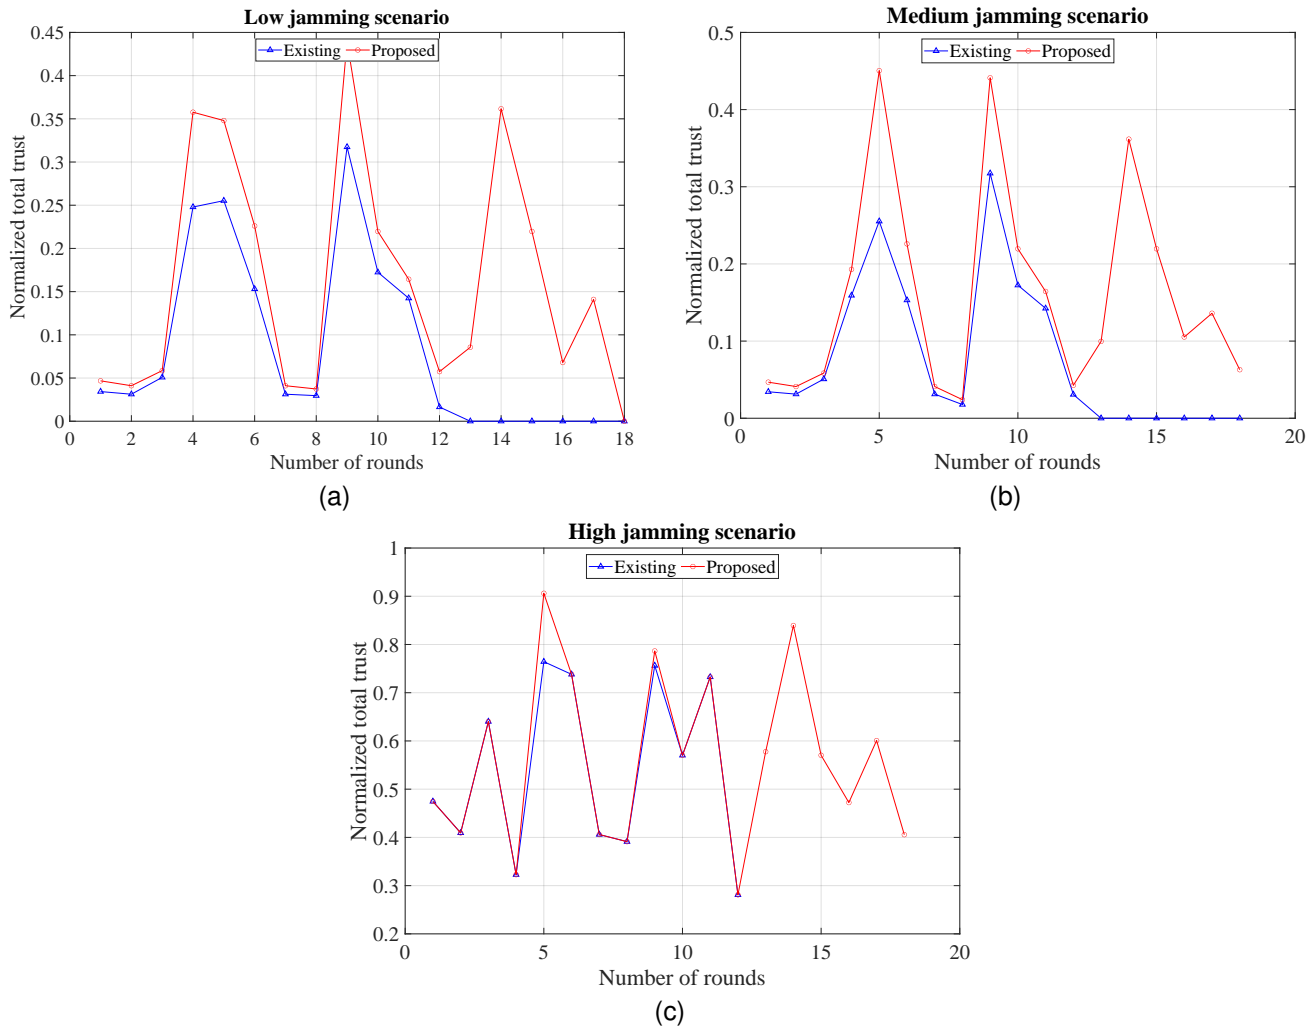 Low jamming scenario
Existing Proposed
Normalized total trust
0.45
0.4
0.35
0.3
0.25
0.2
0.15
0.1
0.05
0
0 2 4 6 8 10 12 14 16 18
Number of rounds
(a)
Medium jamming scenario
Existing Proposed
Normalized total trust
0.5
0.4
0.3
0.2
0.1
0
0 5 10 15 20
Number of rounds
(b)
High jamming scenario
Existing Proposed
Normalized total trust
1
0.9
0.8
0.7
0.6
0.5
0.4
0.3
0.2
0 5 10 15 20
Number of rounds
(c)